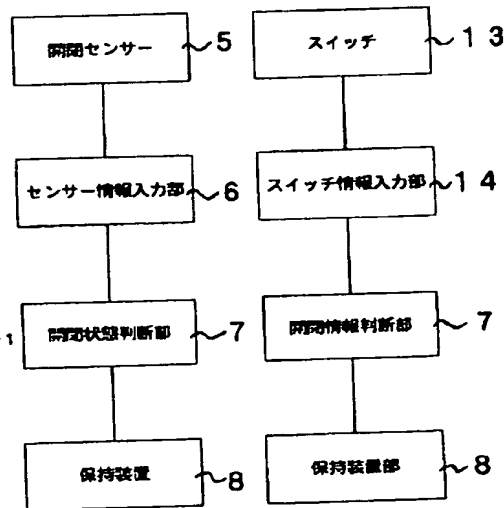 開閉センサー
5
センサー情報入力部
6
開閉状態判断部
7
保持装置
8
スイッチ
13
スイッチ情報入力部
14
開閉情報判断部
7
保持装置部
8